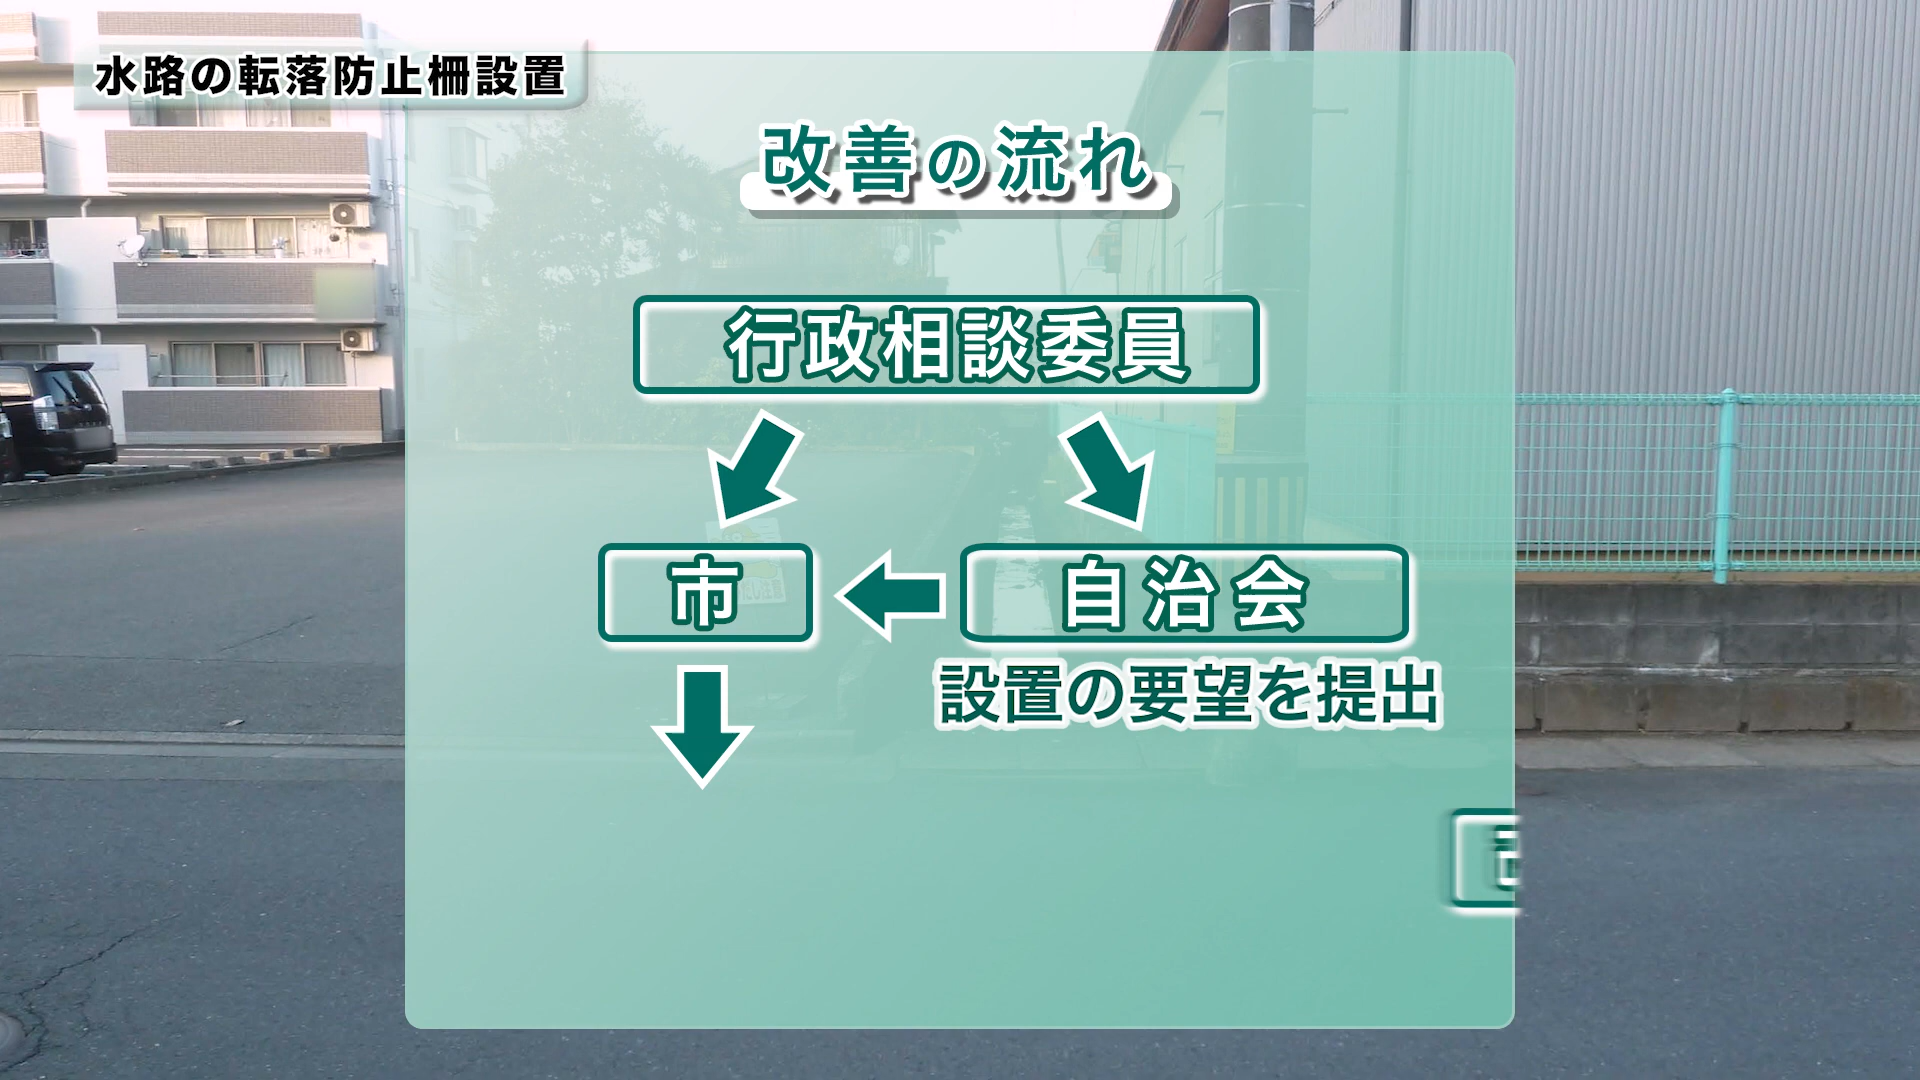 水路の転落防止柵設置
改善の流れ
行政相談委員
市
自治会
設置の要望を提出